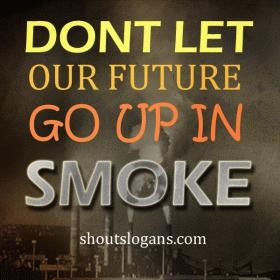 DONT LET
OUR FUTURE
GO UP IN
SMOKE
shoutslogans.com